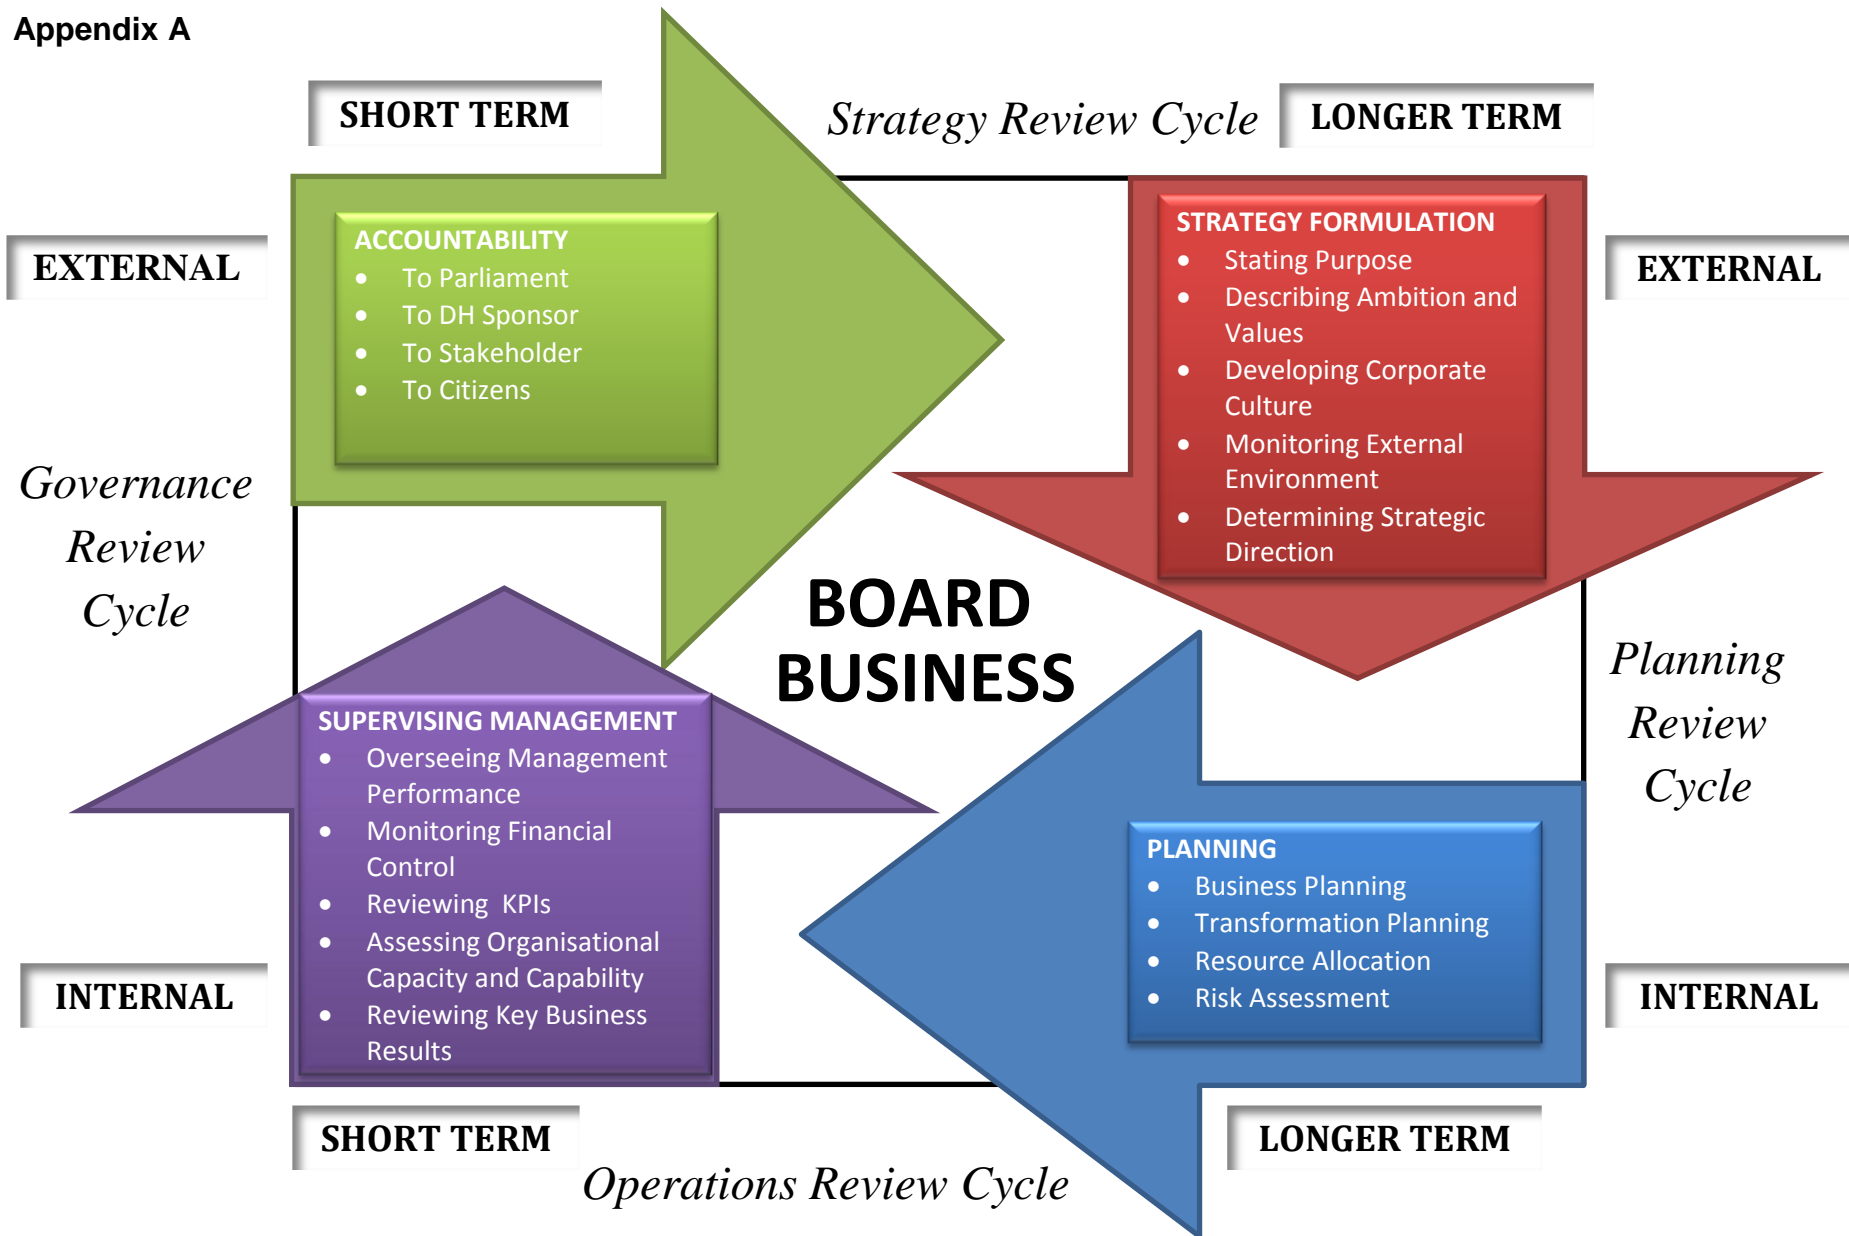 Appendix A
SHORT TERM
Strategy Review Cycle
LONGER TERM
EXTERNAL
ACCOUNTABILITY
• To Parliament
• To DH Sponsor
• To Stakeholder
• To Citizens
STRATEGY FORMULATION
• Stating Purpose
• Describing Ambition and
Values
• Developing Corporate
Culture
• Monitoring External
Environment
• Determining Strategic
Direction
EXTERNAL
Governance
Review
Cycle
BOARD
BUSINESS
Planning
Review
Cycle
SUPERVISING MANAGEMENT
• Overseeing Management
Performance
• Monitoring Financial
Control
• Reviewing  KPIs
• Assessing Organisational
Capacity and Capability
• Reviewing Key Business
Results
PLANNING
• Business Planning
• Transformation Planning
• Resource Allocation
• Risk Assessment
INTERNAL
INTERNAL
SHORT TERM
LONGER TERM
Operations Review Cycle